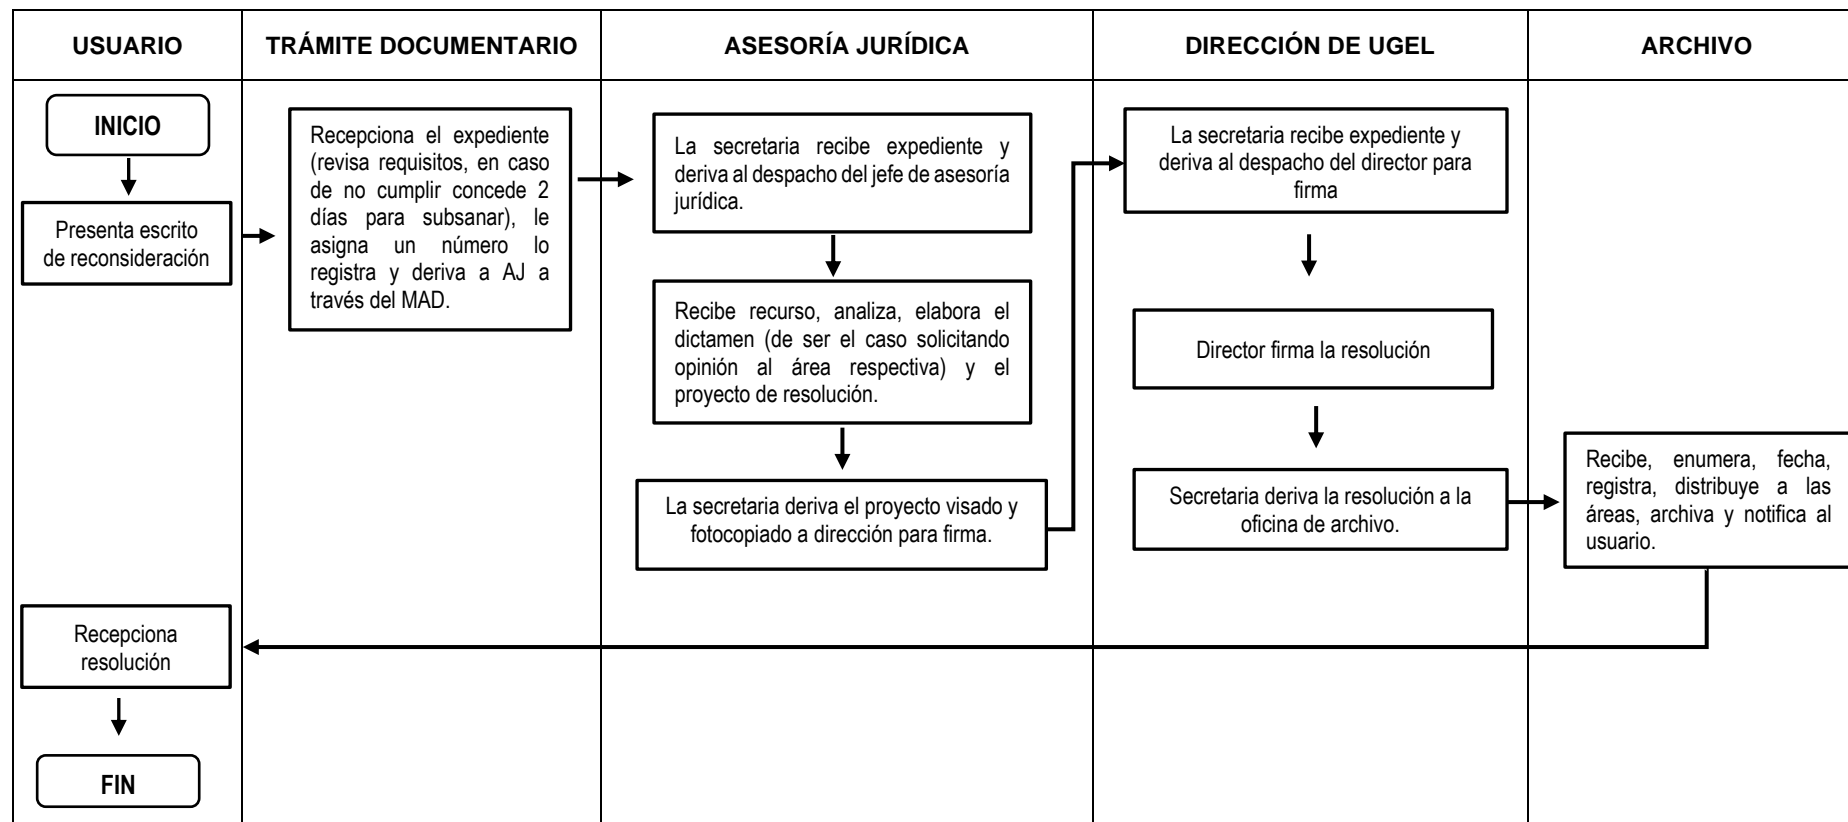 USUARIO
TRÁMITE DOCUMENTARIO
ASESORÍA JURÍDICA
DIRECCIÓN DE UGEL
ARCHIVO
INICIO
Presenta escrito
de reconsideración
Recepciona el expediente
(revisa requisitos, en caso
de no cumplir concede 2
días para subsanar), le
asigna un número lo
registra y deriva a AJ a
través del MAD.
La secretaria recibe expediente y
deriva al despacho del jefe de asesoría
jurídica.
Recibe recurso, analiza, elabora el
dictamen (de ser el caso solicitando
opinión al área respectiva) y el
proyecto de resolución.
La secretaria deriva el proyecto visado y
fotocopiado a dirección para firma.
La secretaria recibe expediente y
deriva al despacho del director para
firma
Director firma la resolución
Secretaria deriva la resolución a la
oficina de archivo.
Recibe, enumera, fecha,
registra, distribuye a las
áreas, archiva y notifica al
usuario.
Recepciona
resolución
FIN